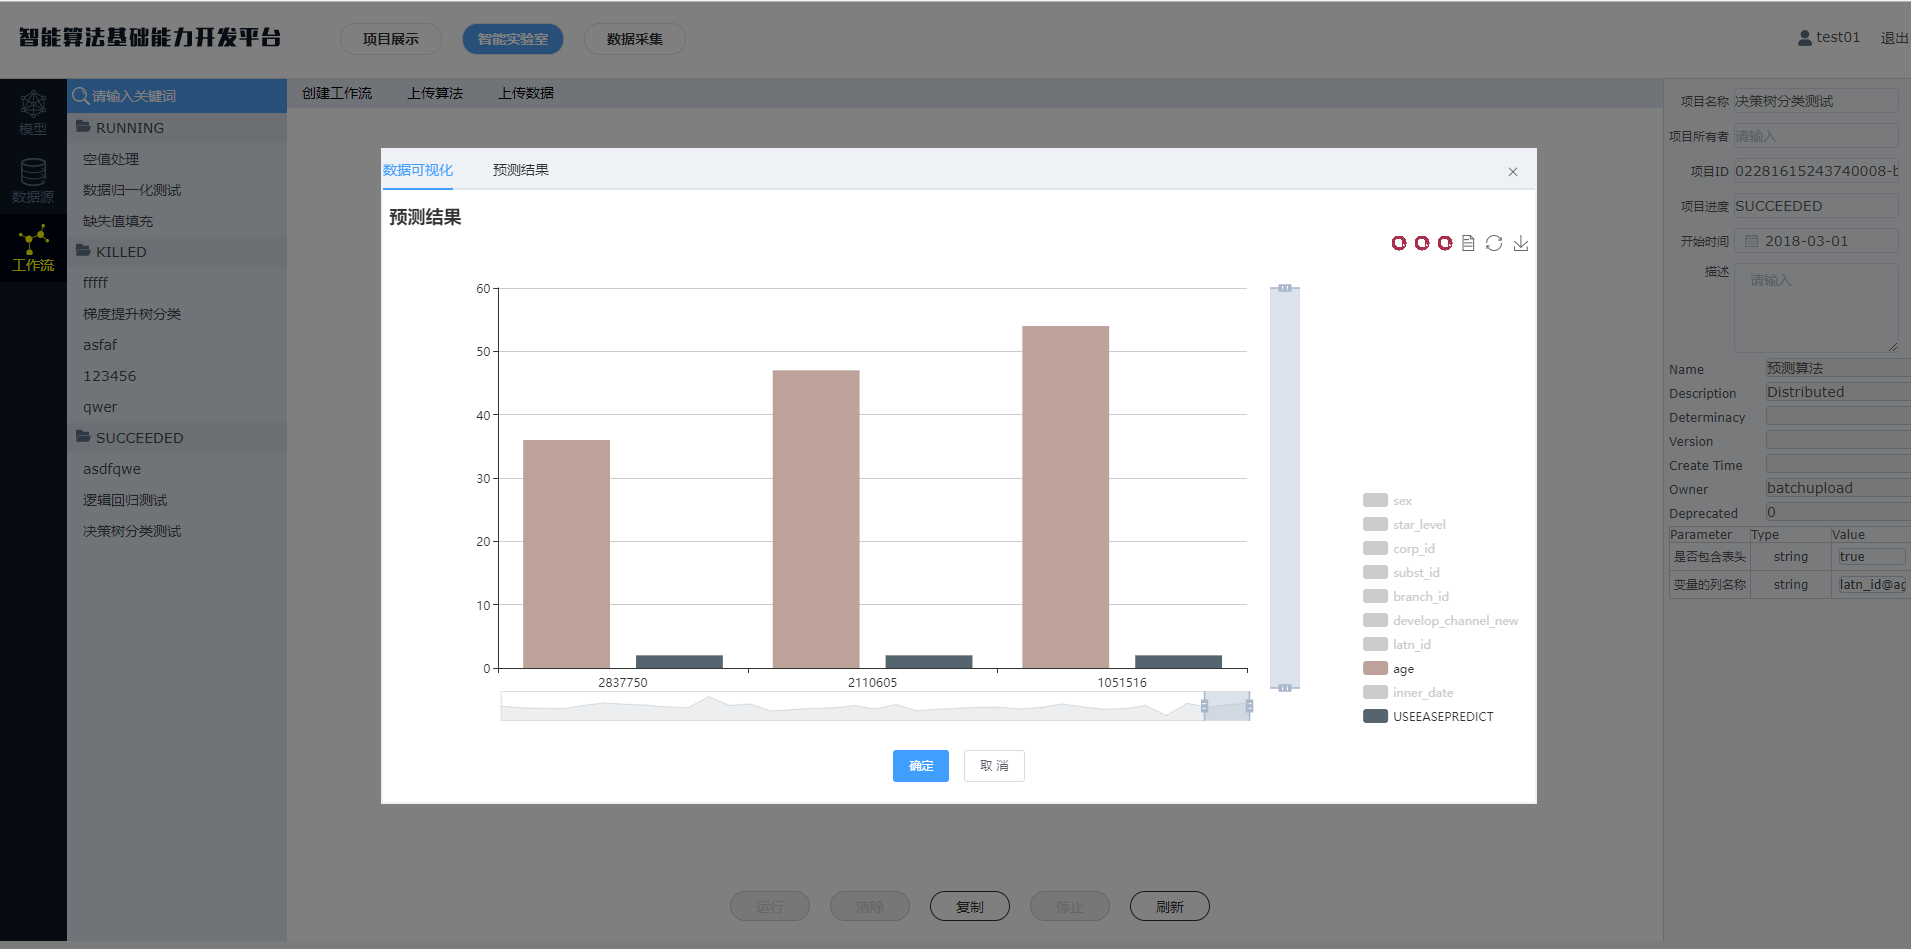 智能算法基础能力开发平台
项目展示
智能实验室
数据采集
test01
退出
模型
数据源
工作流
请输入关键词
RUNNING
空值处理
数据归一化测试
缺失值填充
KILLED
fffff
梯度提升树分类
asfaf
123456
qwer
SUCCEEDED
asdfqwe
逻辑回归测试
决策树分类测试
创建工作流
上传算法
上传数据
数据可视化
预测结果
预测结果
60
50
40
30
20
10
0
2837750
2110605
1051516
sex
star_level
corp_id
subst_id
branch_id
develop_channel_new
latn_id
age
inner_date
USEEASEPREDICT
确定
取 消
运行
清除
复制
停止
刷新
项目名称 决策树分类测试
项目所有者 请输入
项目ID 02281615243740008-b
项目进度 SUCCEEDED
开始时间 2018-03-01
描述 请输入
Name 预测算法
Description Distributed
Determinacy
Version
Create Time
Owner batchupload
Deprecated 0
Parameter Type Value
是否包含表头 string true
变量的列名称 string latn_id@ag